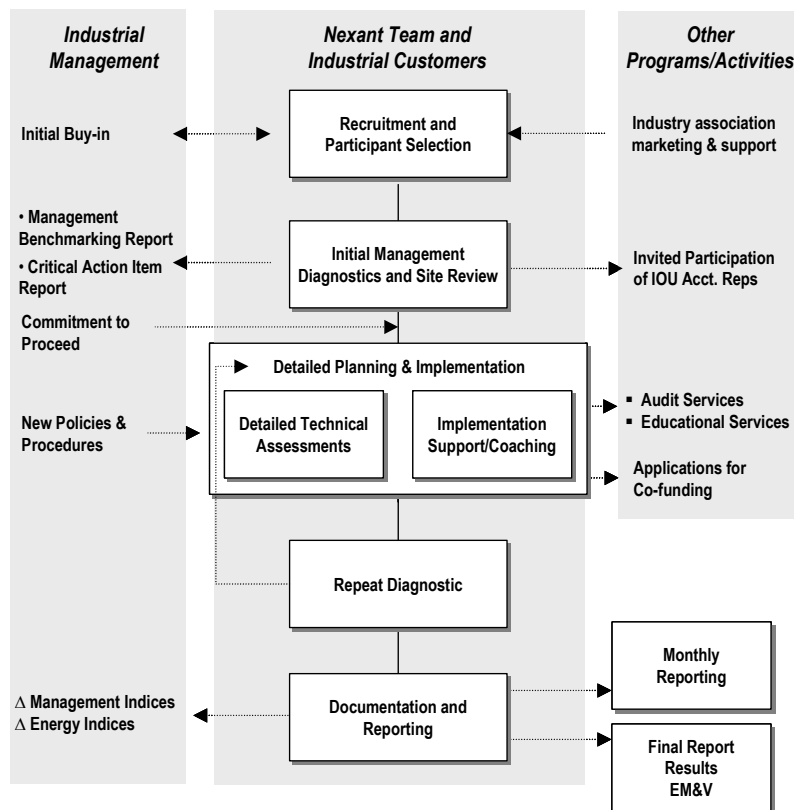 Industrial
Management
Nexant Team and
Industrial Customers
Other
Programs/Activities
Initial Buy-in
Recruitment and
Participant Selection
Industry association
marketing & support
• Management
Benchmarking Report
• Critical Action Item
Report
Initial Management
Diagnostics and Site Review
Invited Participation
of IOU Acct. Reps
Commitment to
Proceed
Detailed Planning & Implementation
New Policies &
Procedures
Detailed Technical
Assessments
Implementation
Support/Coaching
▪ Audit Services
▪ Educational Services
Applications for
Co-funding
Repeat Diagnostic
Δ Management Indices
Δ Energy Indices
Documentation and
Reporting
Monthly
Reporting
Final Report
Results
EM&V